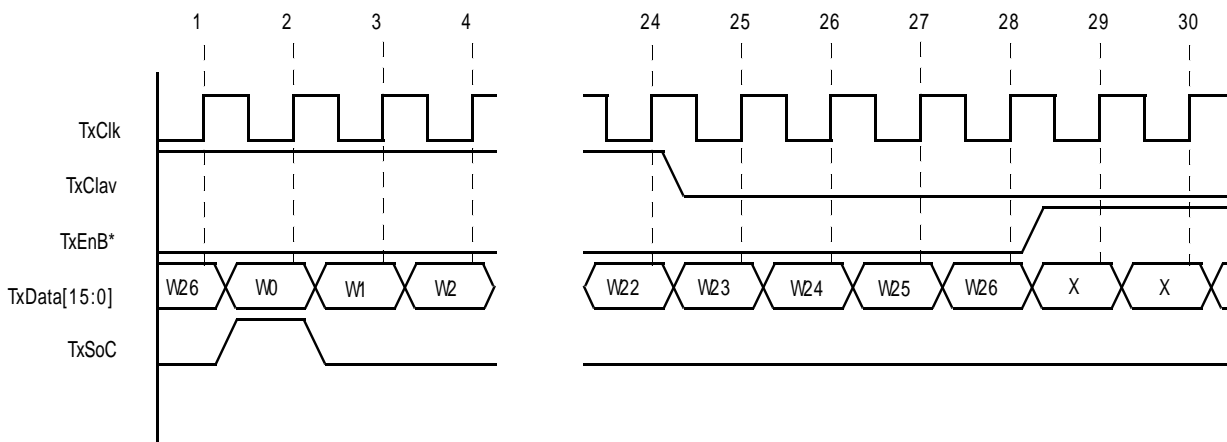 1 2 3 4 24 25 26 27 28 29 30
TxClk
TxClav
TxEnB*
TxData[15:0] W26 W0 W1 W2 W22 W23 W24 W25 W26 X X
TxSoC